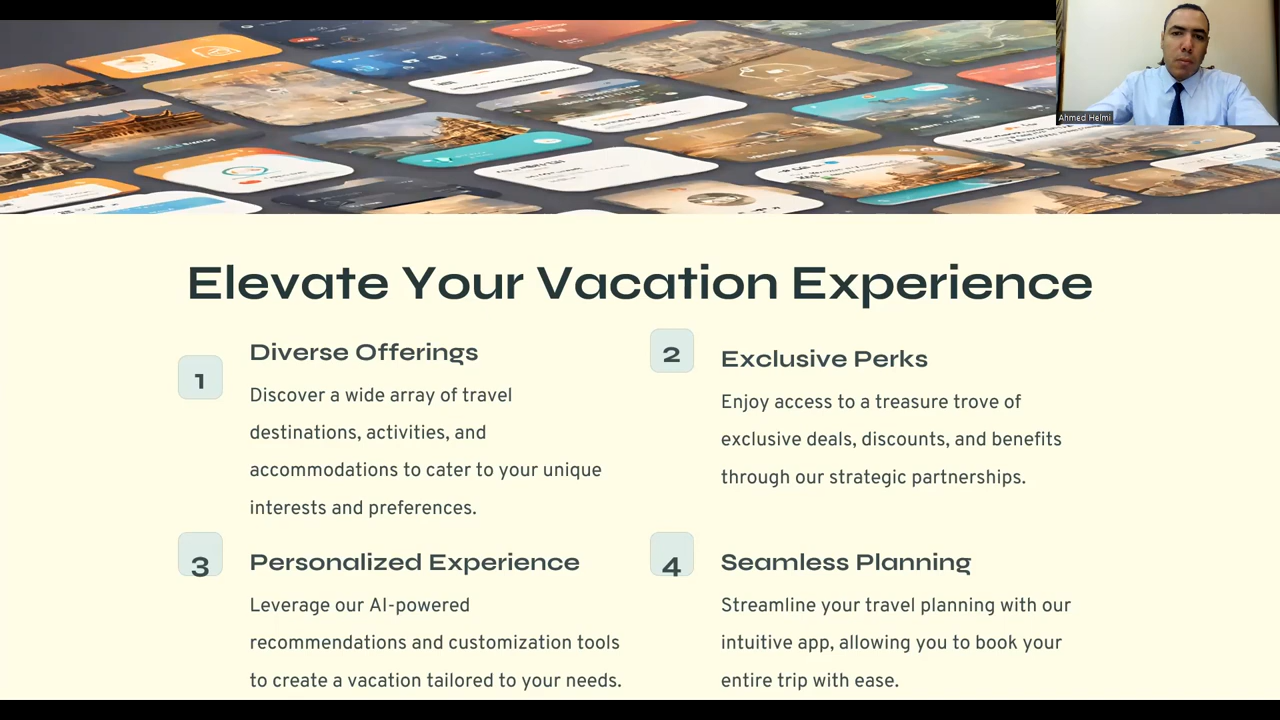 Ahmed Helmi
Elevate Your Vacation Experience
1
Diverse Offerings
Discover a wide array of travel
destinations, activities, and
accommodations to cater to your unique
interests and preferences.
2
Exclusive Perks
Enjoy access to a treasure trove of
exclusive deals, discounts, and benefits
through our strategic partnerships.
3
Personalized Experience
Leverage our AI-powered
recommendations and customization tools
to create a vacation tailored to your needs.
4
Seamless Planning
Streamline your travel planning with our
intuitive app, allowing you to book your
entire trip with ease.